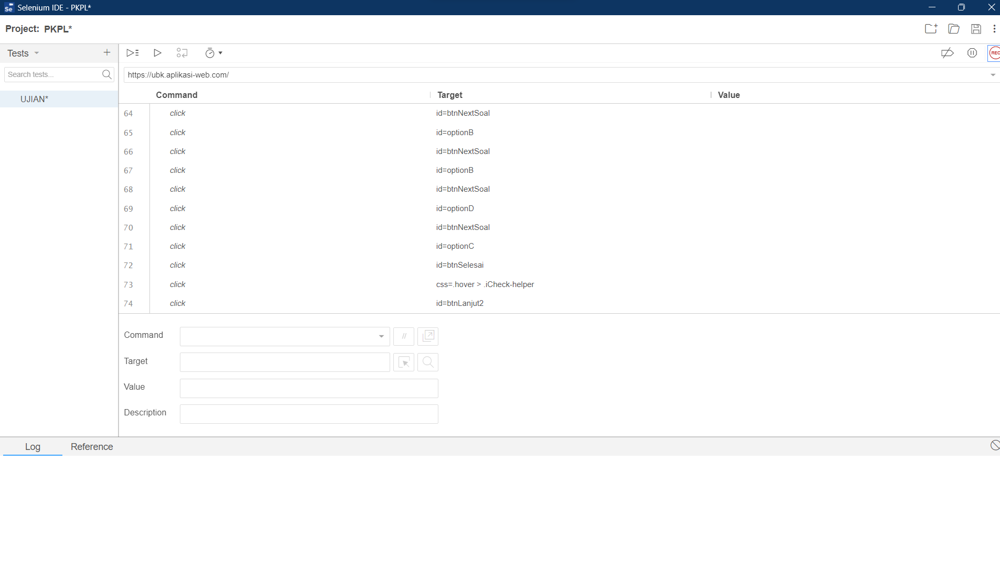 Se Selenium IDE - PKPL*
Project: PKPL*
Tests
Search tests...
UJIAN*
REC
https://ubk.aplikasi-web.com/
Command Target Value
64 click id=btnNextSoal
65 click id=optionB
66 click id=btnNextSoal
67 click id=optionB
68 click id=btnNextSoal
69 click id=optionD
70 click id=btnNextSoal
71 click id=optionC
72 click id=btnSelesai
73 click css=.hover > .iCheck-helper
74 click id=btnLanjut2
Command //
Target
Value
Description
Log Reference